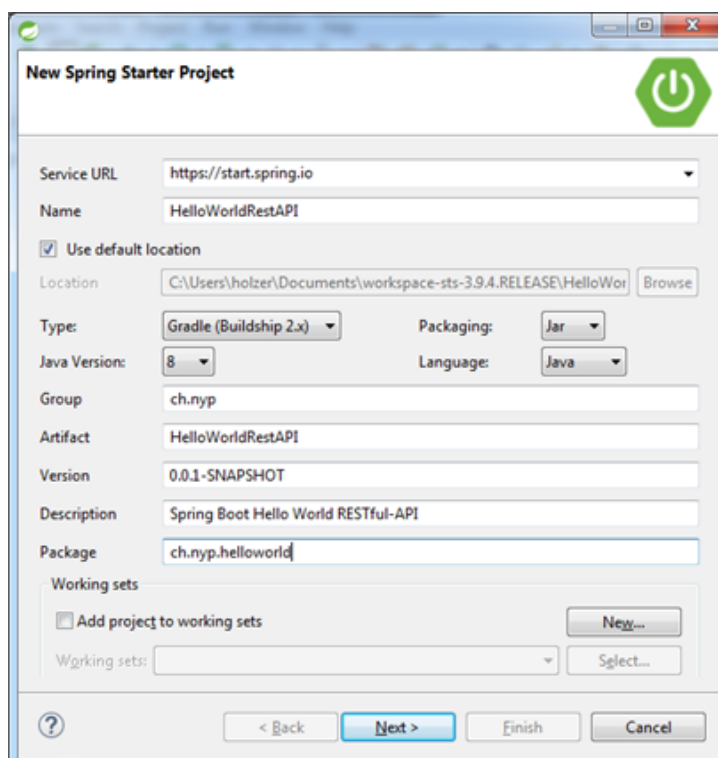 New Spring Starter Project
Service URL https://start.spring.io
Name HelloWorldRestAPI
Use default location
Location C:\Users\holzer\Documents\workspace-sts-3.9.4.RELEASE\HelloWor Browse
Type: Gradle (Buildship 2.x) Packaging: Jar
Java Version: 8 Language: Java
Group ch.nyp
Artifact HelloWorldRestAPI
Version 0.0.1-SNAPSHOT
Description Spring Boot Hello World RESTful-API
Package ch.nyp.helloworld
Working sets
Add project to working sets New...
Working sets: Select...
? < Back Next > Finish Cancel